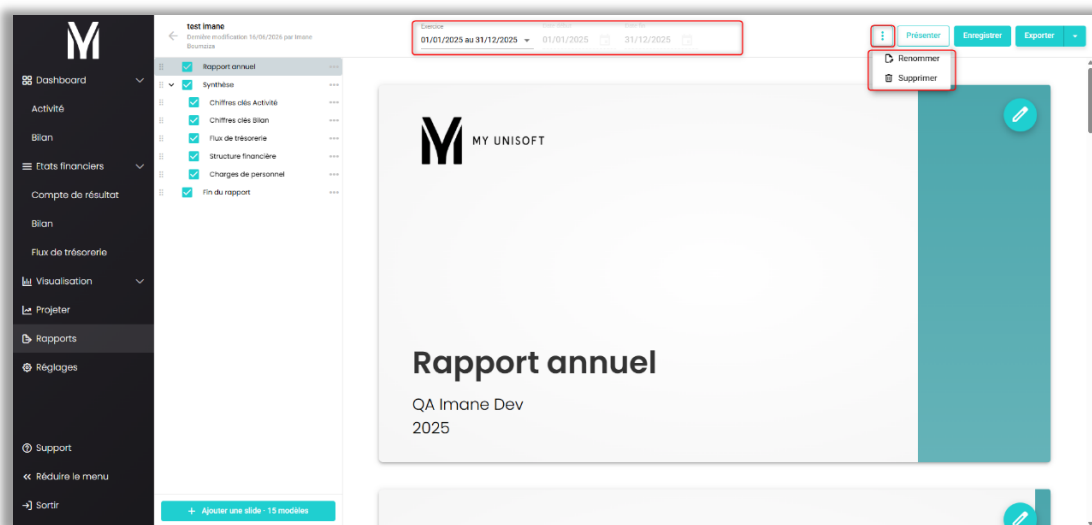 test imane
Dernière modification 16/06/2026 par Imane
Boumaiza
Exercice
01/01/2025 au 31/12/2025
01/01/2025
31/12/2025
Présenter
Enregistrer
Exporter
Renommer
Supprimer
Dashboard
Activité
Bilan
Etats financiers
Compte de résultat
Bilan
Flux de trésorerie
Visualisation
Projeter
Rapports
Réglages
Support
Réduire le menu
Sortir
Rapport annuel
Synthèse
Chiffres clés Activité
Chiffres clés Bilan
Flux de trésorerie
Structure financière
Charges de personnel
Fin du rapport
+ Ajouter une slide - 15 modèles
MY UNISOFT
Rapport annuel
QA Imane Dev
2025